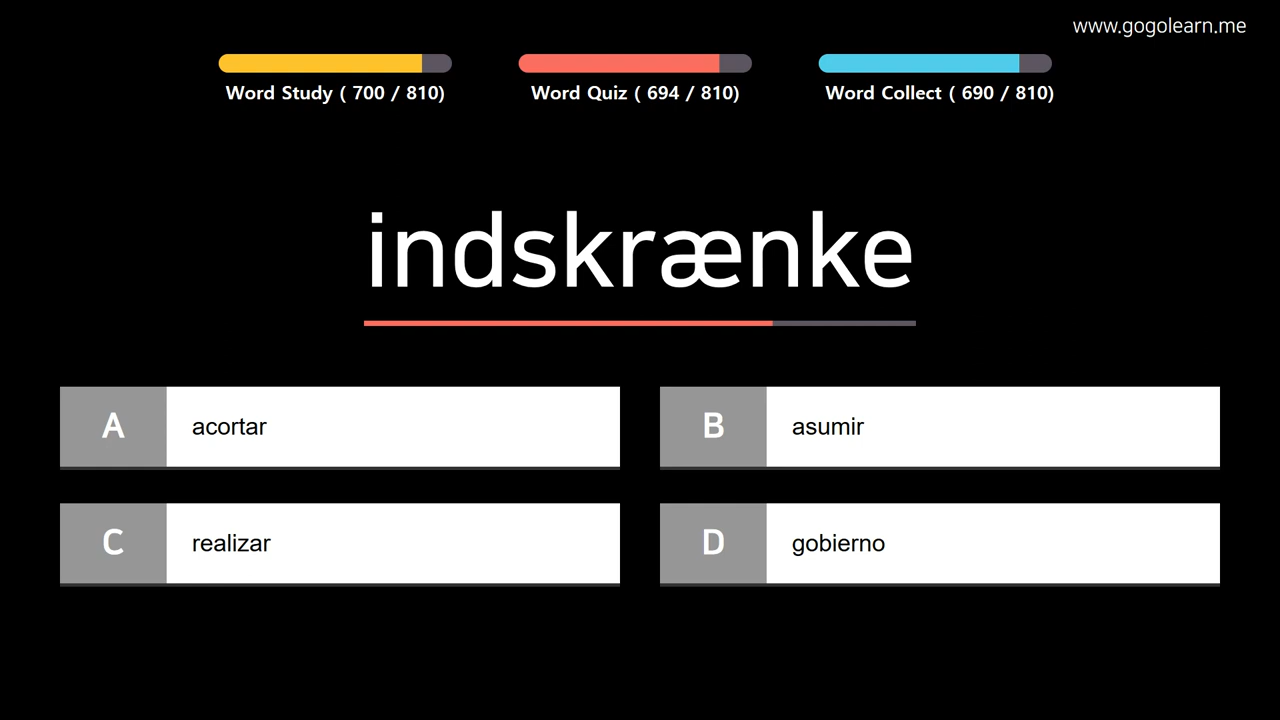 www.gogolearn.me
Word Study ( 700 / 810)
Word Quiz ( 694 / 810)
Word Collect ( 690 / 810)
indskrænke
A acortar
B asumir
C realizar
D gobierno